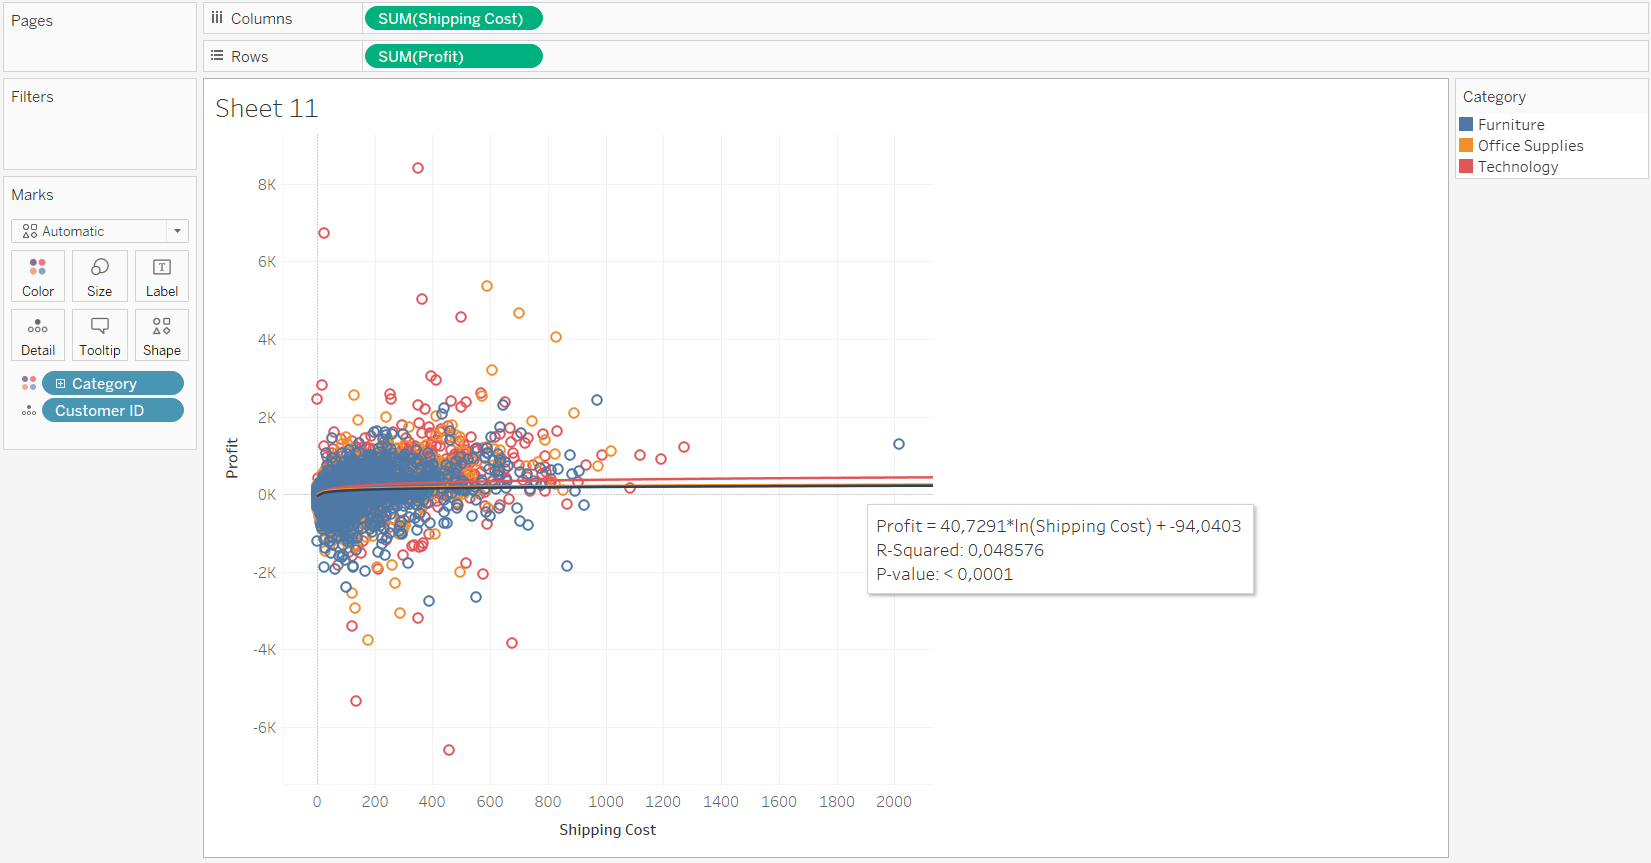 Pages
Columns
SUM(Shipping Cost)
Rows
SUM(Profit)
Filters
Marks
Automatic
Color
Size
Label
Detail
Tooltip
Shape
Category
Customer ID
Sheet 11
8K
6K
4K
2K
0K
-2K
-4K
-6K
Profit
0
200
400
600
800
1000
1200
1400
1600
1800
2000
Shipping Cost
Profit = 40,7291*ln(Shipping Cost) + -94,0403
R-Squared: 0,048576
P-value: < 0,0001
Category
Furniture
Office Supplies
Technology